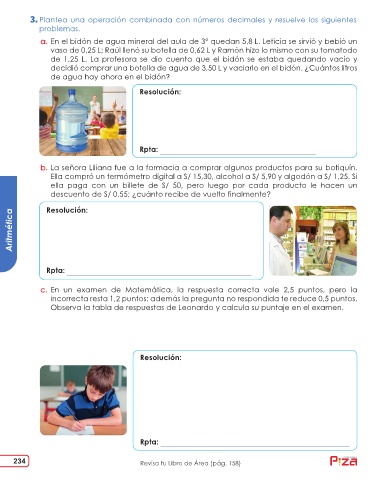 3. Plantea una operación combinada con números decimales y resuelve los siguientes
problemas.
a. En el bidón de agua mineral del aula de 3° quedan 5,8 L. Leticia se sirvió y bebió un
vaso de 0,25 L; Raúl llenó su botella de 0,62 L y Ramón hizo lo mismo con su tomatodo
de 1,25 L. La profesora se dio cuenta que el bidón se estaba quedando vacío y
decidió comprar una botella de agua de 3,50 L y vaciarlo en el bidón. ¿Cuántos litros
de agua hay ahora en el bidón?
Resolución:
Rpta:
b. La señora Liliana fue a la farmacia a comprar algunos productos para su botiquín.
Ella compró un termómetro digital a S/ 15,30, alcohol a S/ 5,90 y algodón a S/ 1,25. Si
ella paga con un billete de S/ 50, pero luego por cada producto le hacen un
descuento de S/ 0,55; ¿cuánto recibe de vuelto finalmente?
Resolución:
Rpta:
Aritmética
c. En un examen de Matemática, la respuesta correcta vale 2,5 puntos, pero la
incorrecta resta 1,2 puntos; además la pregunta no respondida te reduce 0,5 puntos.
Observa la tabla de respuestas de Leonardo y calcula su puntaje en el examen.
Resolución:
Rpta:
234
Revisa tu Libro de Área (pág. 158)